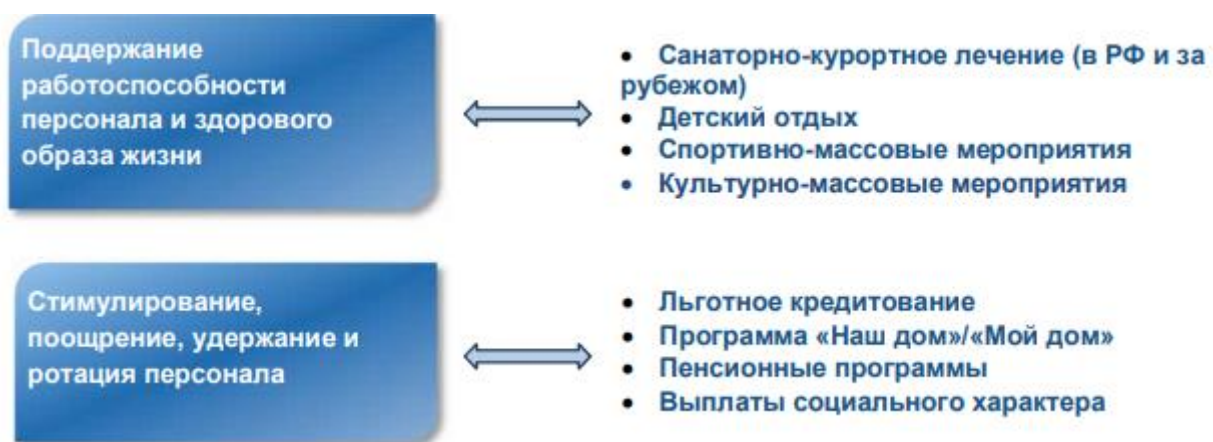 Поддержание
работоспособности
персонала и здорового
образа жизни
• Санаторно-курортное лечение (в РФ и за
рубежом)
• Детский отдых
• Спортивно-массовые мероприятия
• Культурно-массовые мероприятия
Стимулирование,
поощрение, удержание и
ротация персонала
• Льготное кредитование
• Программа «Наш дом»/«Мой дом»
• Пенсионные программы
• Выплаты социального характера